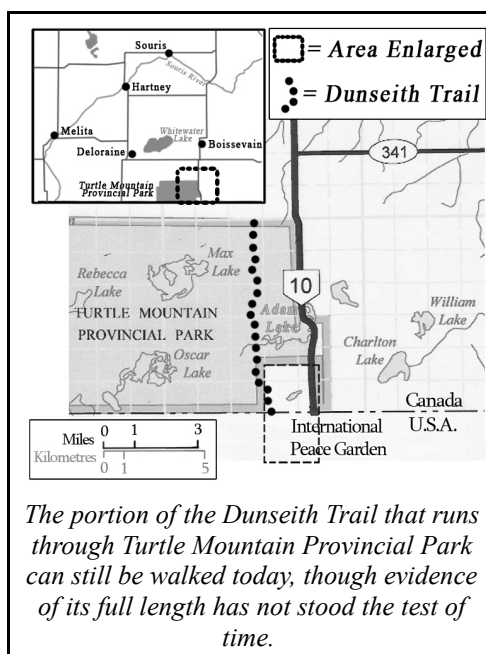 Souris
Souris River
Hartney
Melita
Whitewater
Lake
Deloraine
Boissevain
Turtle Mountain
Provincial Park
= Area Enlarged
= Dunseith Trail
341
Max
Lake
Rebecca
Lake
10
Adam
Lake
TURTLE MOUNTAIN
PROVINCIAL PARK
William
Lake
Oscar
Lake
Charlton
Lake
Canada
U.S.A.
International
Peace Garden
Miles 0 1 3
Kilometres
0 1 5
The portion of the Dunseith Trail that runs
through Turtle Mountain Provincial Park
can still be walked today, though evidence
of its full length has not stood the test of
time.